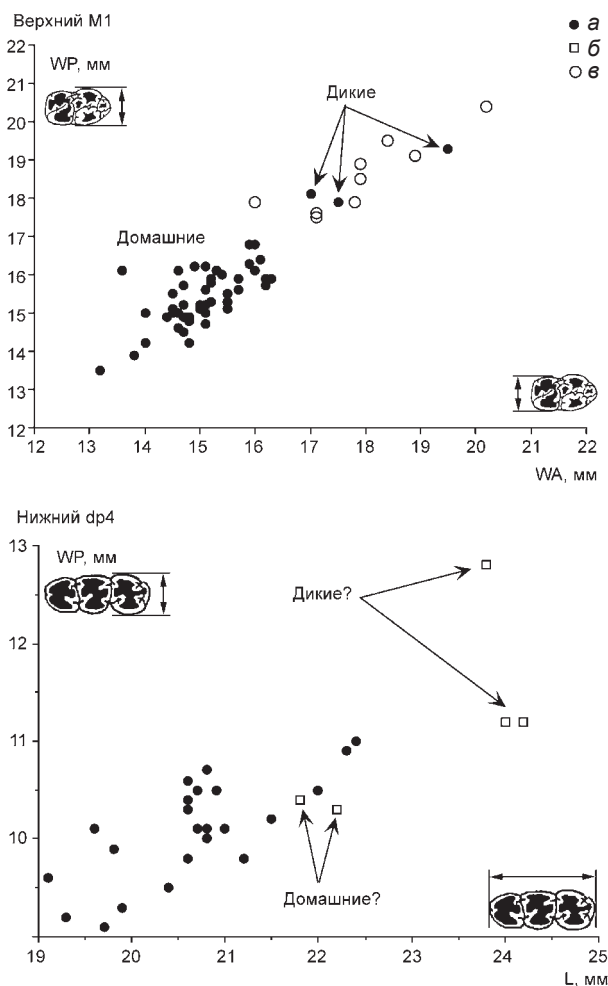 Верхний M1
WP, мм
а
б
в
Дикие
Домашние
22
21
20
19
18
17
16
15
14
13
12
12 13 14 15 16 17 18 19 20 21 22
WA, мм
Нижний dp4
WP, мм
Дикие?
Домашние?
13
12
11
10
19 20 21 22 23 24 25
L, мм